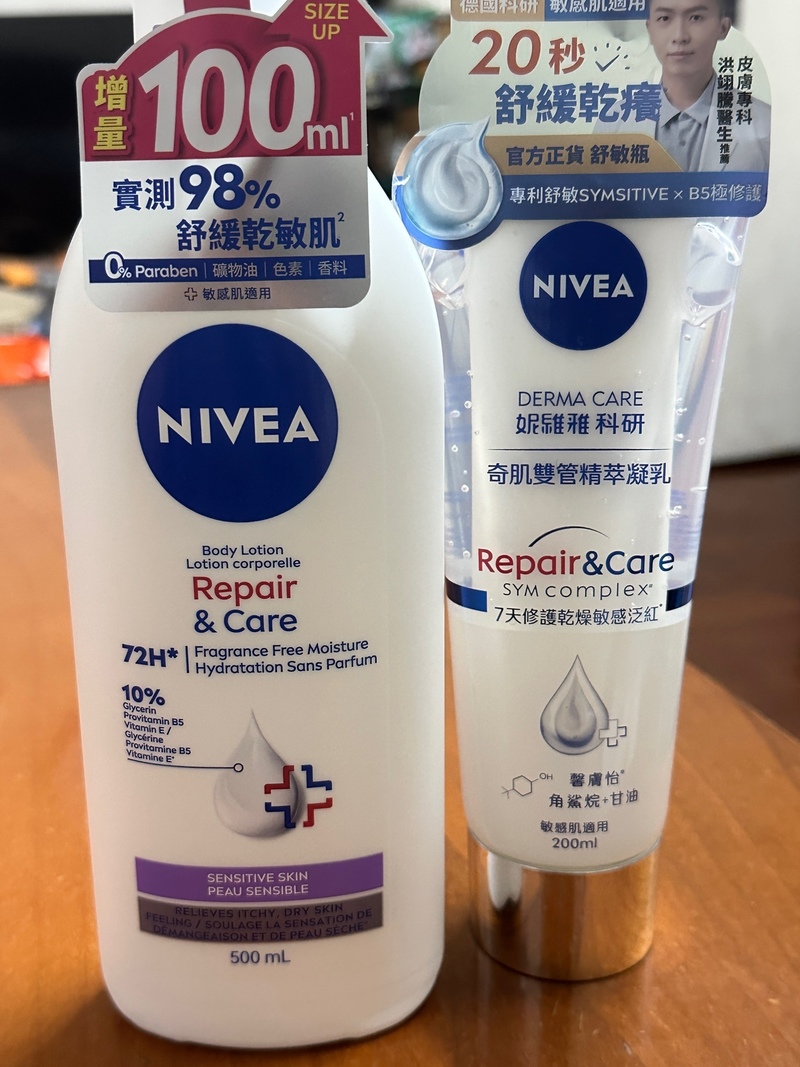 SIZE
UP
增量
100ml¹
實測98%
舒緩乾敏肌²
0% Paraben | 礦物油 | 色素 | 香料
敏感肌適用
NIVEA
Body Lotion
Lotion corporelle
Repair
& Care
72H* | Fragrance Free Moisture
Hydratation Sans Parfum
10%
Glycerin
Provitamin B5
Vitamin E /
Glycérine
Provitamine B5
Vitamine E*
SENSITIVE SKIN
PEAU SENSIBLE
RELIEVES ITCHY, DRY SKIN
FEELING / SOULAGE LA SENSATION DE
DÉMANGEAISON ET DE PEAU SÈCHE*
500 mL
德國科研 敏感肌適用
20秒
舒緩乾癢
皮膚專科
洪翊騰醫生推薦
官方正貨 舒敏瓶
專利舒敏SYMSITIVE × B5極修護
NIVEA
DERMA CARE
妮維雅科研
奇肌雙管精萃凝乳
Repair&Care
SYM complex#
7天修護乾燥敏感泛紅*
OH
馨膚怡#
角鯊烷+甘油
敏感肌適用
200ml